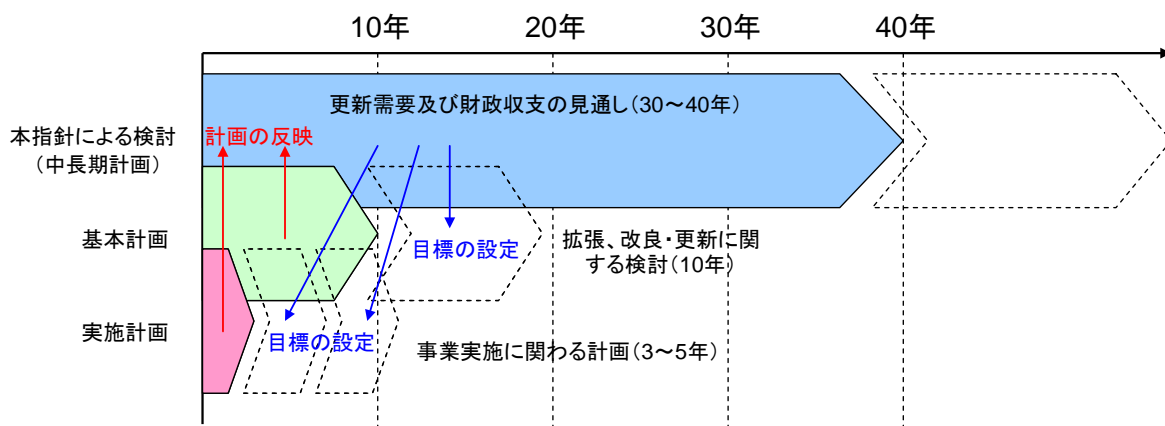 10年
20年
30年
40年
更新需要及び財政収支の見通し(30～40年)
本指針による検討
(中長期計画)
計画の反映
基本計画
目標の設定
拡張、改良・更新に関
する検討(10年)
実施計画
目標の設定
事業実施に関わる計画(3～5年)